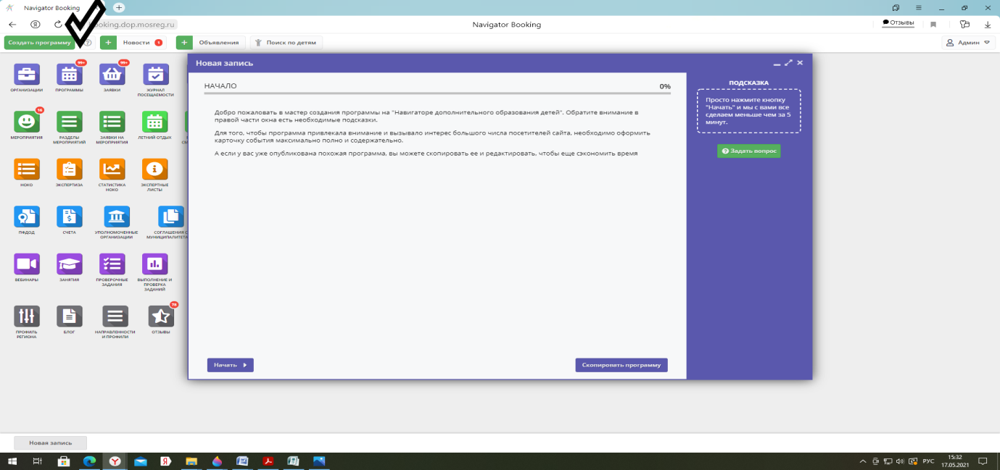 Navigator Booking
booking.dop.mosreg.ru
Navigator Booking
Отзывы
Создать программу
Новости 1
Объявления
Поиск по детям
Админ
99+
99+
ОРГАНИЗАЦИИ
ПРОГРАММЫ
ЗАЯВКИ
ЖУРНАЛ
ПОСЕЩАЕМОСТИ
16
МЕРОПРИЯТИЯ
РАЗДЕЛЫ
МЕРОПРИЯТИЙ
ЗАЯВКИ НА
МЕРОПРИЯТИЯ
ЛЕТНИЙ ОТДЫХ
НОКО
ЭКСПЕРТИЗА
СТАТИСТИКА
НОКО
ЭКСПЕРТНЫЕ
ЛИСТЫ
ПФДОД
СЧЕТА
УПОЛНОМОЧЕННЫЕ
ОРГАНИЗАЦИИ
СОГЛАШЕНИЯ С
МУНИЦИПАЛИТЕТА
ВЕБИНАРЫ
ЗАНЯТИЯ
ПРОВЕРОЧНЫЕ
ЗАДАНИЯ
ВЫПОЛНЕНИЕ И
ПРОВЕРКА
ЗАДАНИЙ
ПРОФИЛЬ
РЕГИОНА
БЛОГ
НАПРАВЛЕННОСТИ
И ПРОФИЛИ
ОТЗЫВЫ
Новая запись
НАЧАЛО
0%
Добро пожаловать в мастер создания программы на "Навигаторе дополнительного образования детей". Обратите внимание в
правой части окна есть необходимые подсказки.
Для того, чтобы программа привлекала внимание и вызывало интерес большого числа посетителей сайта, необходимо оформить
карточку события максимально полно и содержательно.
А если у вас уже опубликована похожая программа, вы можете скопировать ее и редактировать, чтобы еще сэкономить время
Начать
Скопировать программу
ПОДСКАЗКА
Просто нажмите кнопку
"Начать" и мы с вами все
сделаем меньше чем за 5
минут.
Задать вопрос
Новая запись
РУС
15:32
17.05.2021